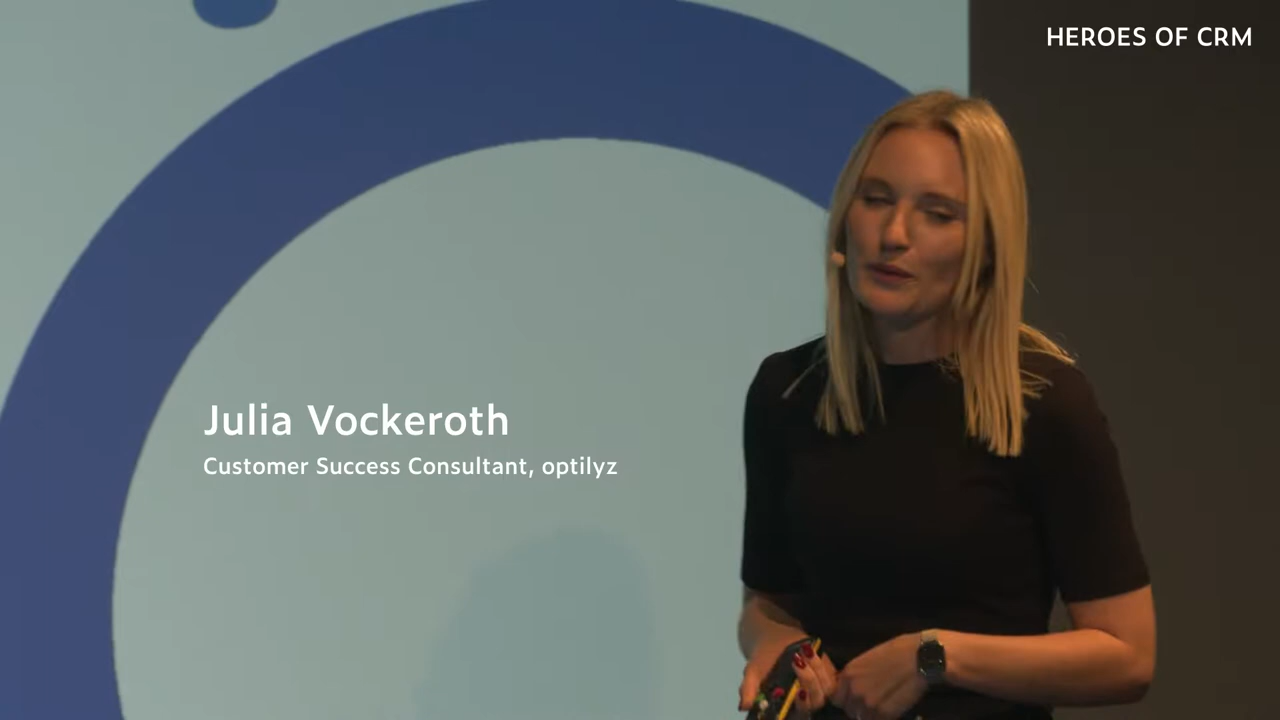 HEROES OF CRM
Julia Vockeroth
Customer Success Consultant, optilyz